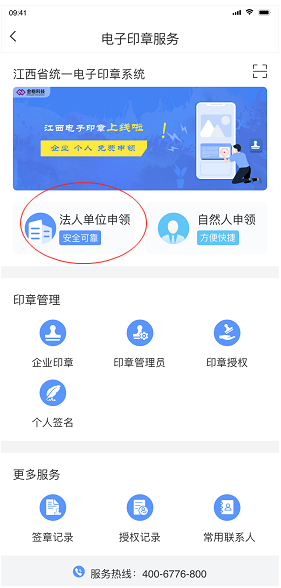 09:41
电子印章服务
江西省统一电子印章系统
金格科技
江西电子印章上线啦
企业 个人 免费申领
法人单位申领
安全可靠
自然人申领
方便快捷
印章管理
企业印章
印章管理员
印章授权
个人签名
更多服务
签章记录
授权记录
常用联系人
服务热线：400-6776-800